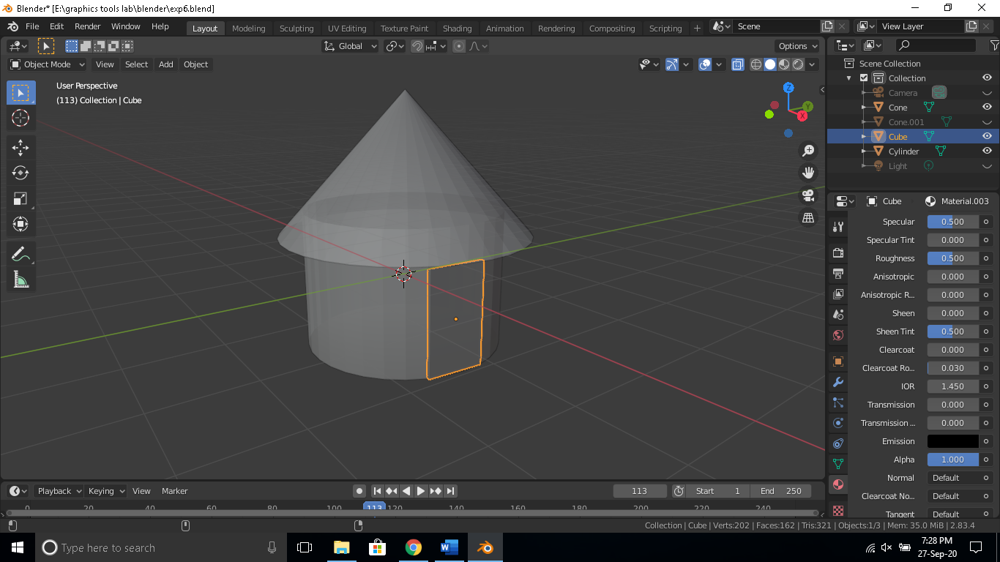 Blender* [E:\graphics tools lab\blender\exp6.blend]
File Edit Render Window Help Layout Modeling Sculpting UV Editing Texture Paint Shading Animation Rendering Compositing Scripting + Scene View Layer
Global Options
Object Mode View Select Add Object
User Perspective
(113) Collection | Cube
Z
Y
X
Scene Collection
Collection
Camera
Cone
Cone.001
Cube
Cylinder
Light
Cube Material.003
Specular 0.500
Specular Tint 0.000
Roughness 0.500
Anisotropic 0.000
Anisotropic R... 0.000
Sheen 0.000
Sheen Tint 0.500
Clearcoat 0.000
Clearcoat Ro... 0.030
IOR 1.450
Transmission 0.000
Transmission ... 0.000
Emission
Alpha 1.000
Normal Default
Clearcoat No... Default
Tangent Default
Playback Keying View Marker 113 Start 1 End 250
0 20 40 60 80 100 113 120 140 160 180 200 220 240
Collection | Cube | Verts:202 | Faces:162 | Tris:321 | Objects:1/3 | Mem: 35.0 MiB | 2.83.4
Type here to search
W
7:28 PM
27-Sep-20